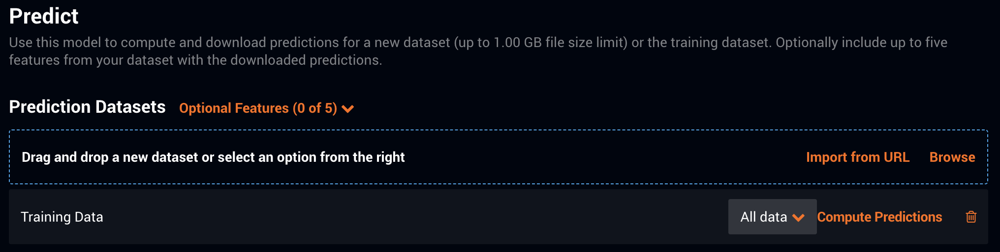 Predict
Use this model to compute and download predictions for a new dataset (up to 1.00 GB file size limit) or the training dataset. Optionally include up to five
features from your dataset with the downloaded predictions.
Prediction Datasets Optional Features (0 of 5)
Drag and drop a new dataset or select an option from the right Import from URL Browse
Training Data All data Compute Predictions